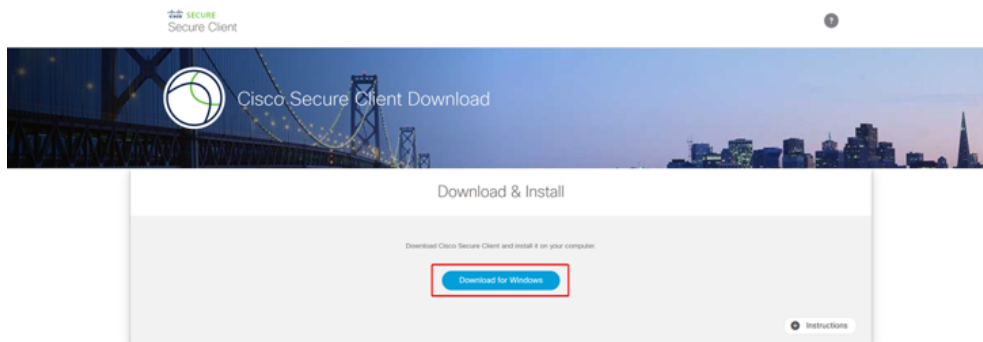 CISCO SECURE
Secure Client
?
Cisco Secure Client Download
Download & Install
Download Cisco Secure Client and install it on your computer.
Download for Windows
Instructions